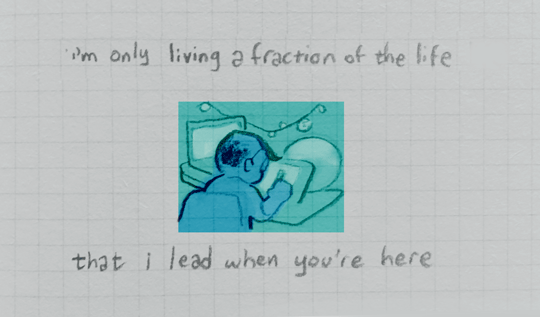 i'm only living a fraction of the life
that i lead when you're here